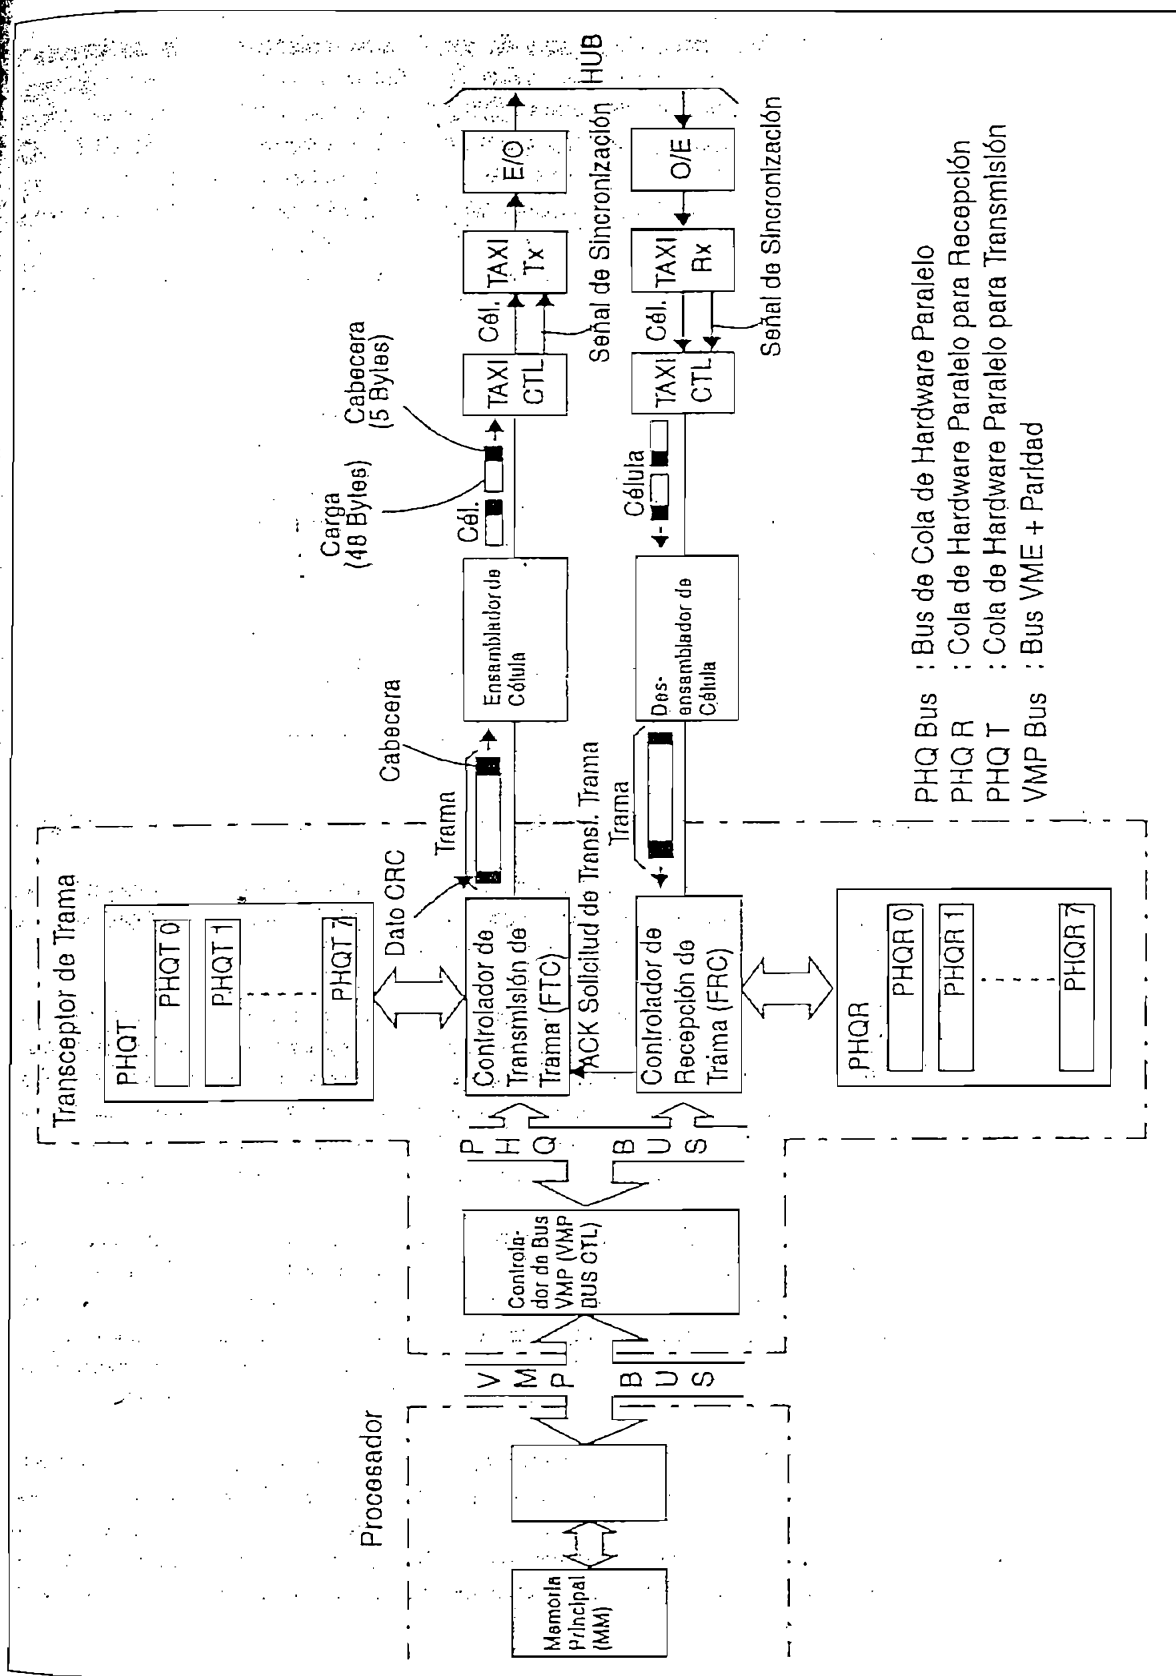 Transceptor de Trama
PHQT
PHQT 0
PHQT 1
PHQT 7
Dato CRC
Trama
Cabecera
Carga
(48 Bytes)
Cabecera
(5 Bytes)
Cél.
Controlador de
Transmisión de
Trama (FTC)
Ensamblador de
Célula
TAXI
CTL
Cél.
TAXI
Tx
E/O
HUB
Señal de Sincronización
ACK Solicitud de Transf. Trama
Procesador
Memoria
Principal
(MM)
VMP BUS
Controla-
dor de Bus
VMP (VMP
BUS CTL)
PHQ BUS
Controlador de
Recepción de
Trama (FRC)
Trama
Des-
ensamblador de
Célula
Célula
TAXI
CTL
Cél.
TAXI
Rx
O/E
Señal de Sincronización
PHQR
PHQR 0
PHQR 1
PHQR 7
PHQ Bus : Bus de Cola de Hardware Paralelo
PHQ R : Cola de Hardware Paralelo para Recepción
PHQ T : Cola de Hardware Paralelo para Transmisión
VMP Bus : Bus VME + Paridad